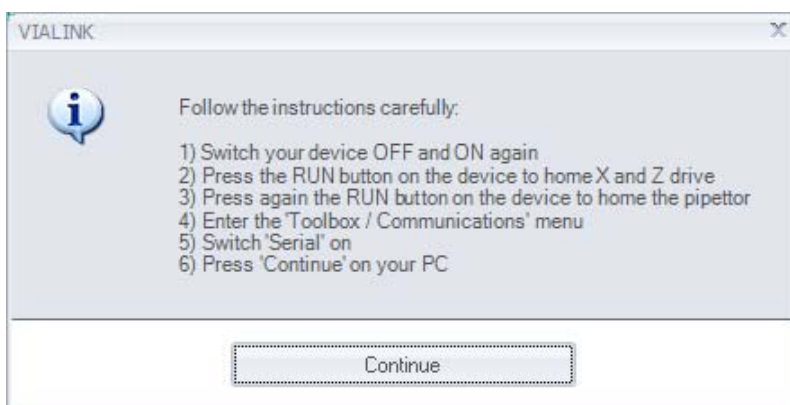 VIALINK
Follow the instructions carefully:
1) Switch your device OFF and ON again
2) Press the RUN button on the device to home X and Z drive
3) Press again the RUN button on the device to home the pipettor
4) Enter the 'Toolbox / Communications' menu
5) Switch 'Serial' on
6) Press 'Continue' on your PC
Continue